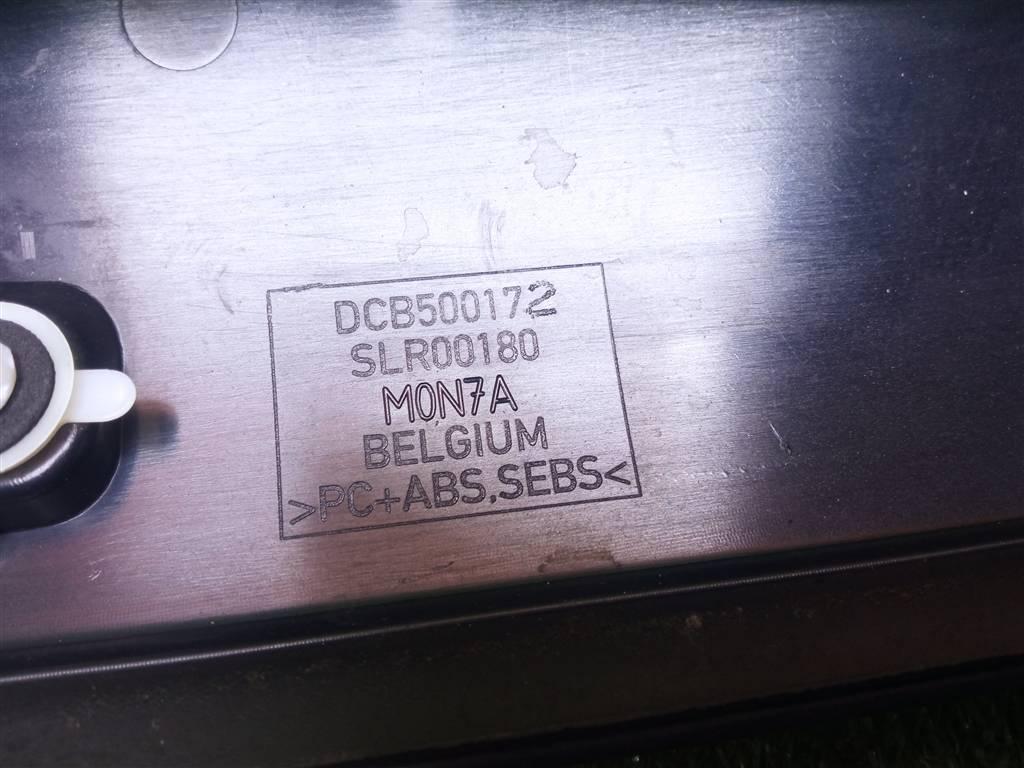 DCB500172
SLR00180
M0N7A
BELGIUM
>PC+ABS,SEBS<